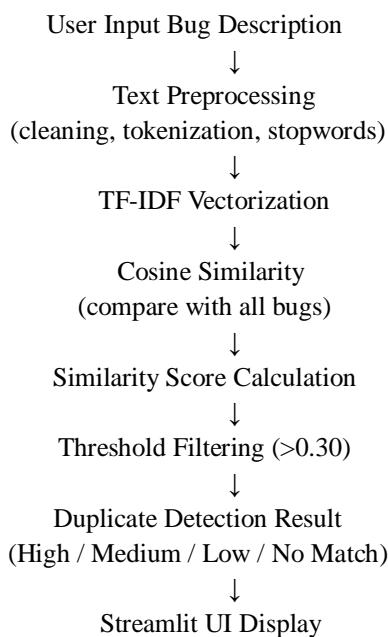 User Input Bug Description
↓
Text Preprocessing
(cleaning, tokenization, stopwords)
↓
TF-IDF Vectorization
↓
Cosine Similarity
(compare with all bugs)
↓
Similarity Score Calculation
↓
Threshold Filtering (>0.30)
↓
Duplicate Detection Result
(High / Medium / Low / No Match)
↓
Streamlit UI Display